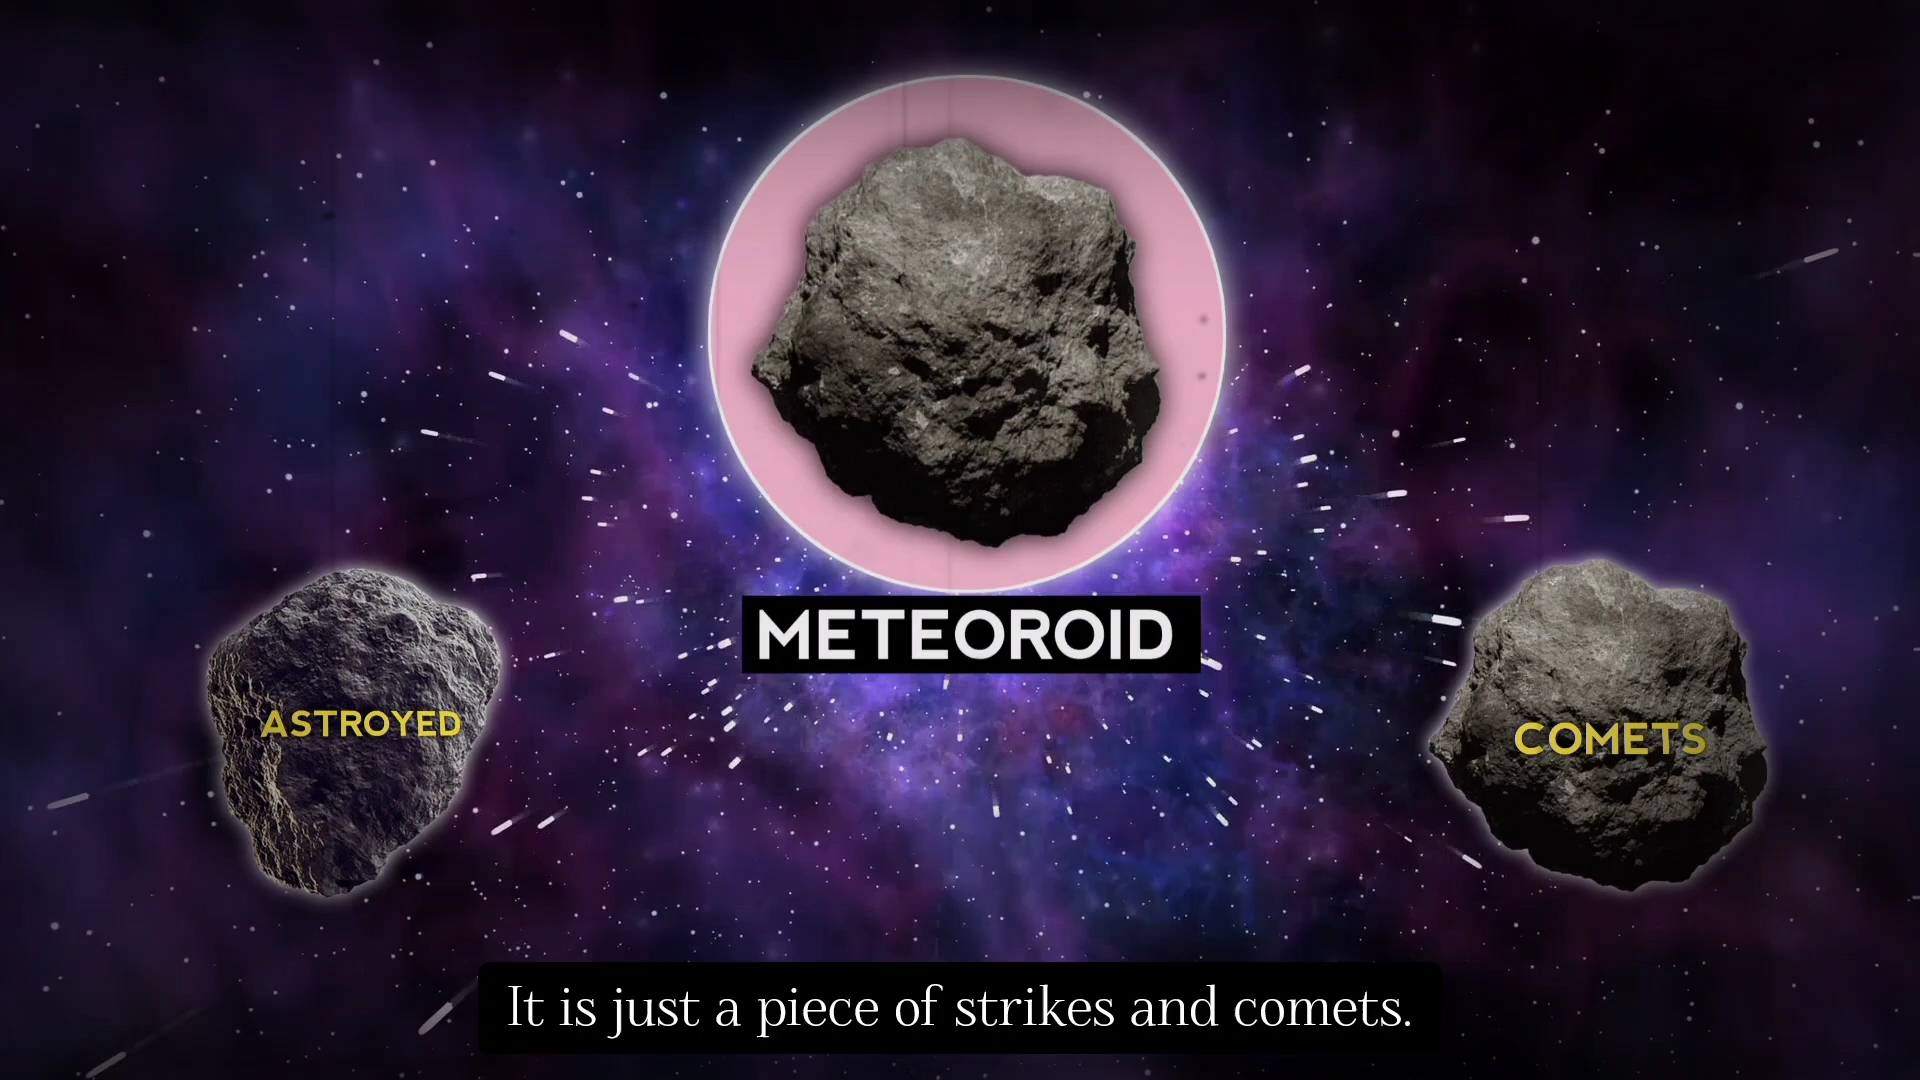 METEOROID
ASTROYED
COMETS
It is just a piece of strikes and comets.